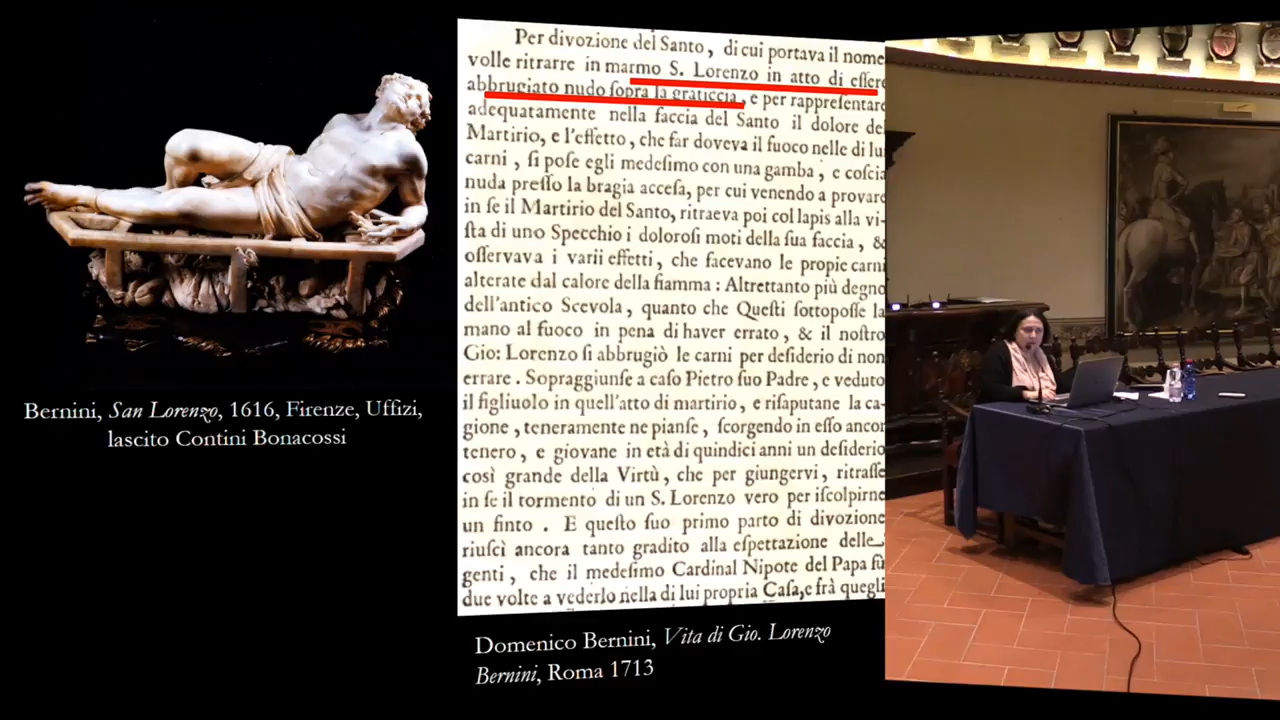 Bernini, San Lorenzo, 1616, Firenze, Uffizi,
lascito Contini Bonacossi
Per divozione del Santo, di cui portava il nome
volle ritrarre in marmo S. Lorenzo in atto di eſſere
abbrugiato nudo ſopra la graticcia, e per rappreſentare
adequatamente nella faccia del Santo il dolore del
Martirio, e l'effetto, che far doveva il fuoco nelle di lui
carni, ſi poſe egli medeſimo con una gamba, e coſcia
nuda preſſo la bragia acceſa, per cui venendo a provare
in ſe il Martirio del Santo, ritraeva poi col lapis alla vi-
ſta di uno Specchio i doloroſi moti della ſua faccia, &
oſſervava i varii effetti, che facevano le propie carni
alterate dal calore della fiamma : Altrettanto più degno
dell'antico Scevola, quanto che Queſti ſottopoſſe la
mano al fuoco in pena di haver errato, & il noſtro
Gio: Lorenzo ſi abbrugiò le carni per deſiderio di non
errare. Sopraggiunſe a caſo Pietro ſuo Padre, e veduto
il figliuolo in quell'atto di martirio, e riſaputane la ca-
gione, teneramente ne pianſe, ſcorgendo in eſſo ancor
tenero, e giovane in età di quindici anni un deſiderio
così grande della Virtù, che per giungervi, ritraſſe
in ſe il tormento di un S. Lorenzo vero per iſcolpirne
un finto. E queſto ſuo primo parto di divozione
riuſcì ancora tanto gradito alla eſpettazione delle
genti, che il medeſimo Cardinal Nipote del Papa fù
due volte a vederlo nella di lui propria Caſa, e frà quegli
Domenico Bernini, Vita di Gio. Lorenzo
Bernini, Roma 1713